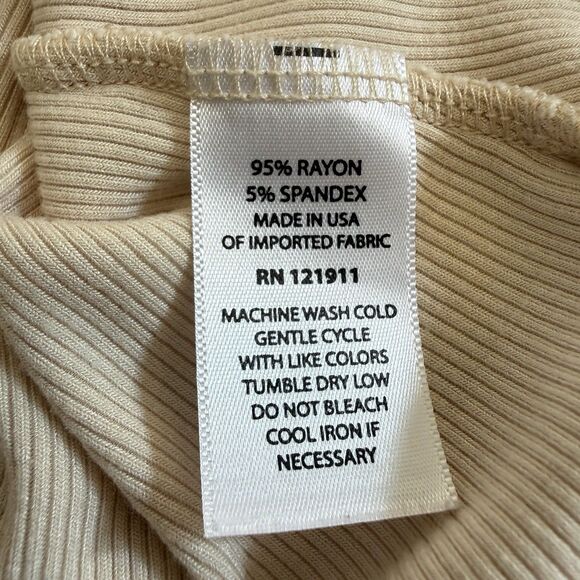 95% RAYON
5% SPANDEX
MADE IN USA
OF IMPORTED FABRIC
RN 121911
MACHINE WASH COLD
GENTLE CYCLE
WITH LIKE COLORS
TUMBLE DRY LOW
DO NOT BLEACH
COOL IRON IF
NECESSARY